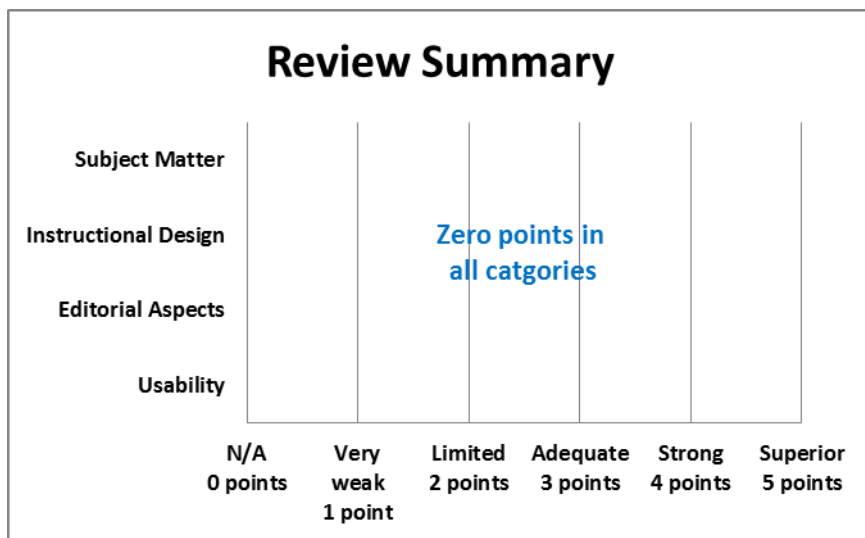 Review Summary
Subject Matter
Instructional Design
Zero points in
all catgories
Editorial Aspects
Usability
N/A
0 points
Very
weak
1 point
Limited
2 points
Adequate
3 points
Strong
4 points
Superior
5 points